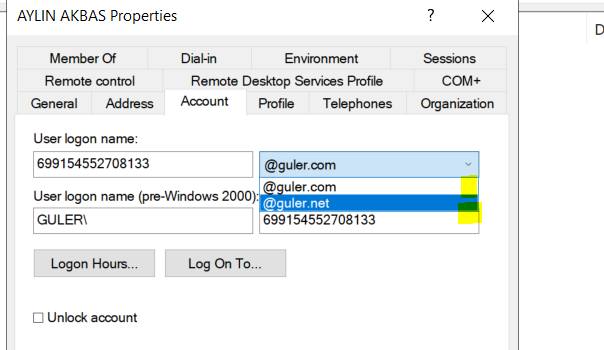 AYLIN AKBAS Properties ?
D
Member Of Dial-in Environment Sessions
Remote control Remote Desktop Services Profile COM+
General Address Account Profile Telephones Organization
User logon name:
699154552708133 @guler.com
@guler.com
User logon name (pre-Windows 2000): @guler.net
GULER\ 699154552708133
Logon Hours... Log On To...
Unlock account